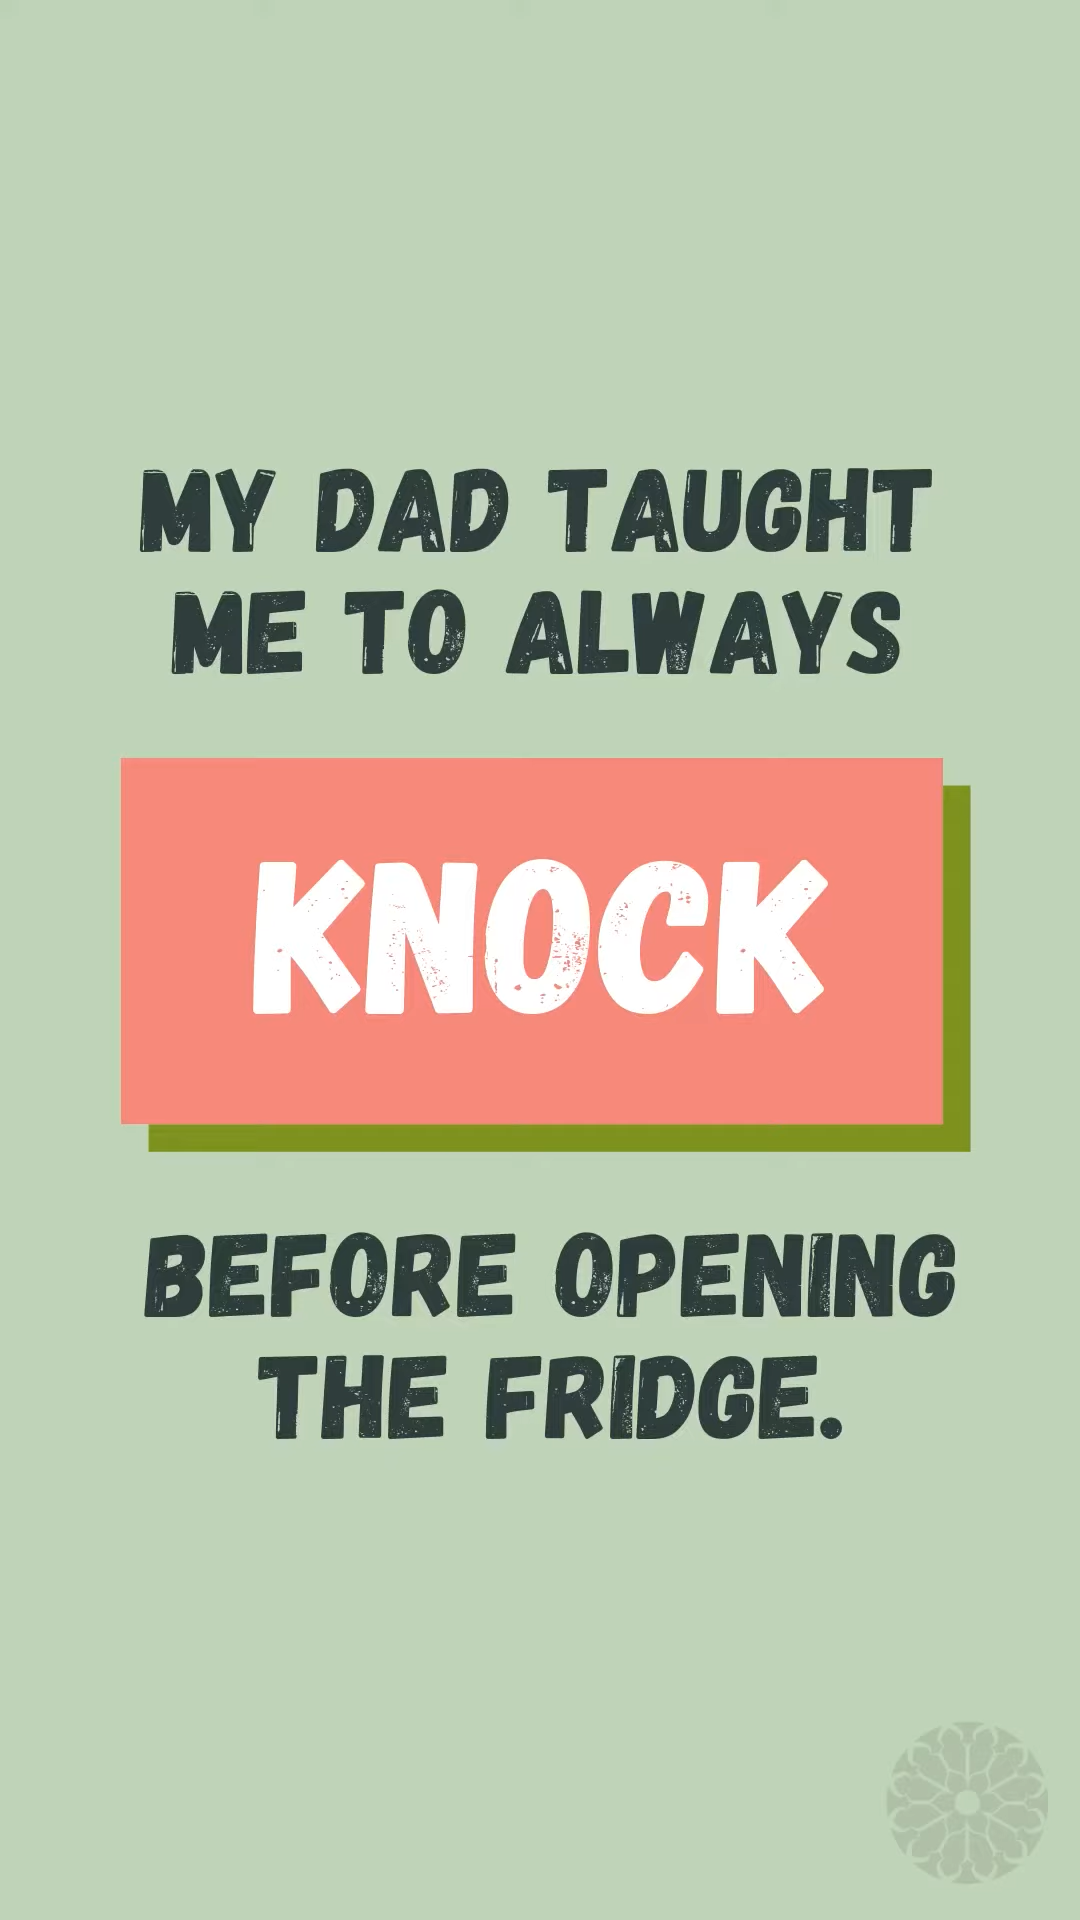 MY DAD TAUGHT
ME TO ALWAYS
KNOCK
BEFORE OPENING
THE FRIDGE.